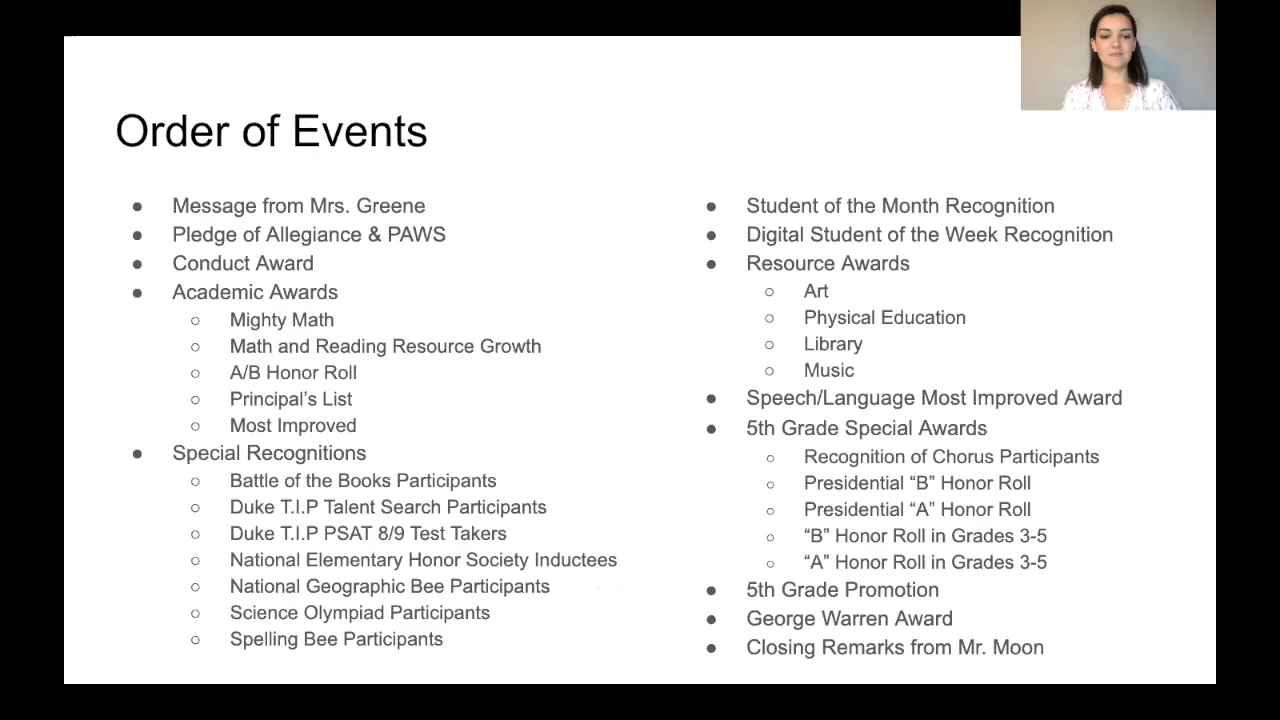 Order of Events
● Message from Mrs. Greene
● Pledge of Allegiance & PAWS
● Conduct Award
● Academic Awards
○ Mighty Math
○ Math and Reading Resource Growth
○ A/B Honor Roll
○ Principal’s List
○ Most Improved
● Special Recognitions
○ Battle of the Books Participants
○ Duke T.I.P Talent Search Participants
○ Duke T.I.P PSAT 8/9 Test Takers
○ National Elementary Honor Society Inductees
○ National Geographic Bee Participants
○ Science Olympiad Participants
○ Spelling Bee Participants
● Student of the Month Recognition
● Digital Student of the Week Recognition
● Resource Awards
○ Art
○ Physical Education
○ Library
○ Music
● Speech/Language Most Improved Award
● 5th Grade Special Awards
○ Recognition of Chorus Participants
○ Presidential “B” Honor Roll
○ Presidential “A” Honor Roll
○ “B” Honor Roll in Grades 3-5
○ “A” Honor Roll in Grades 3-5
● 5th Grade Promotion
● George Warren Award
● Closing Remarks from Mr. Moon